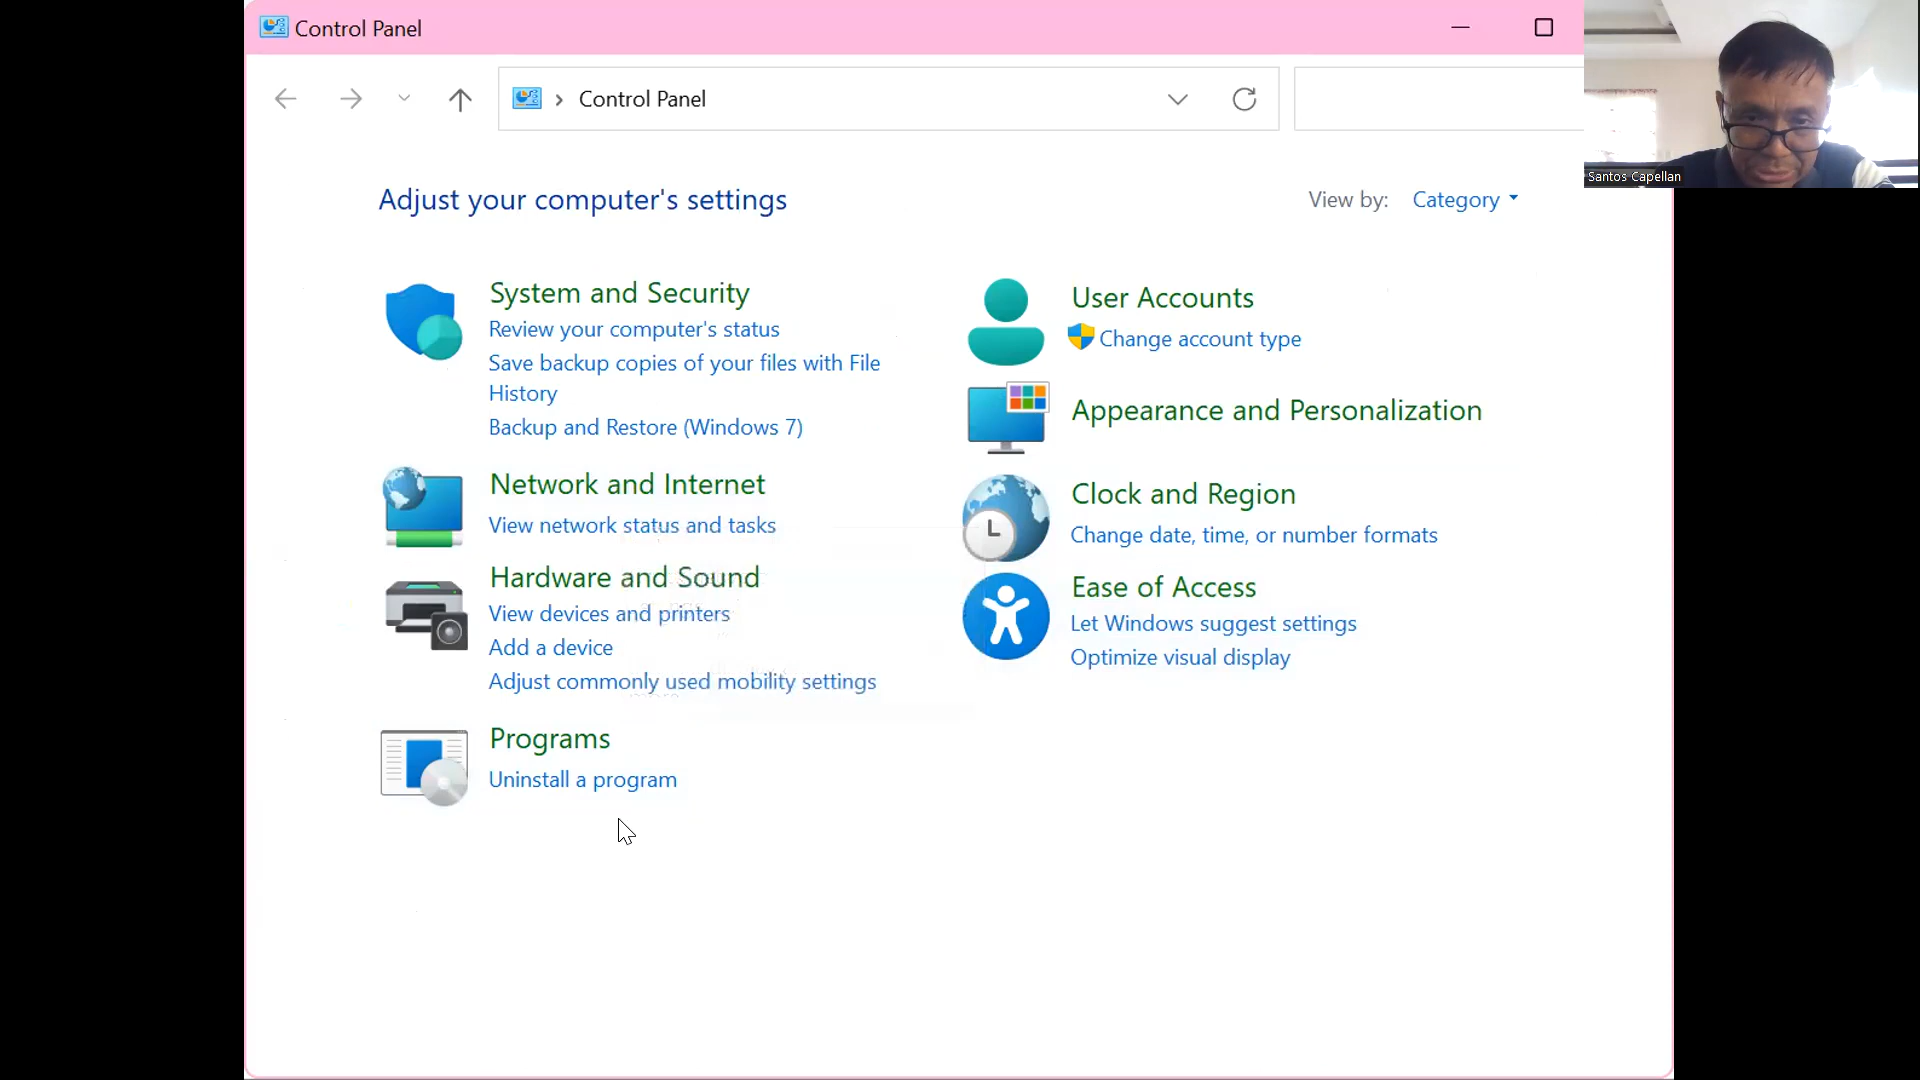 Control Panel
Control Panel
Santos Capellan
Adjust your computer's settings
View by: Category
System and Security
Review your computer's status
Save backup copies of your files with File
History
Backup and Restore (Windows 7)
Network and Internet
View network status and tasks
Hardware and Sound
View devices and printers
Add a device
Adjust commonly used mobility settings
Programs
Uninstall a program
User Accounts
Change account type
Appearance and Personalization
Clock and Region
Change date, time, or number formats
Ease of Access
Let Windows suggest settings
Optimize visual display